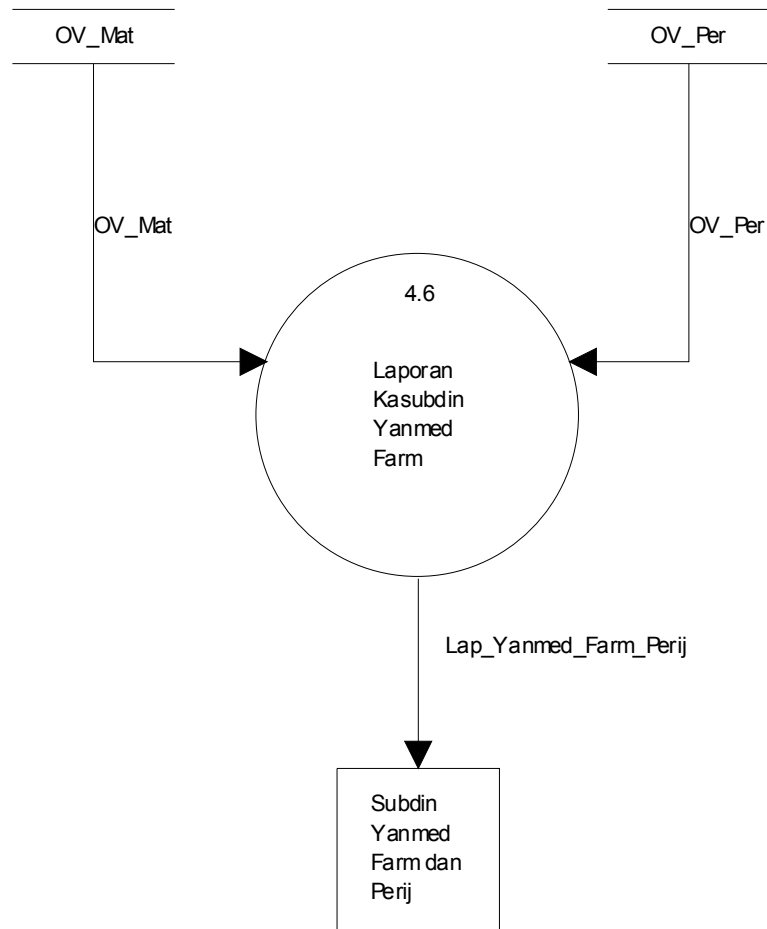 OV_Mat
OV_Per
OV_Mat
OV_Per
4.6
Laporan
Kasubdin
Yanmed
Farm
Lap_Yanmed_Farm_Perij
Subdin
Yanmed
Farm dan
Perij